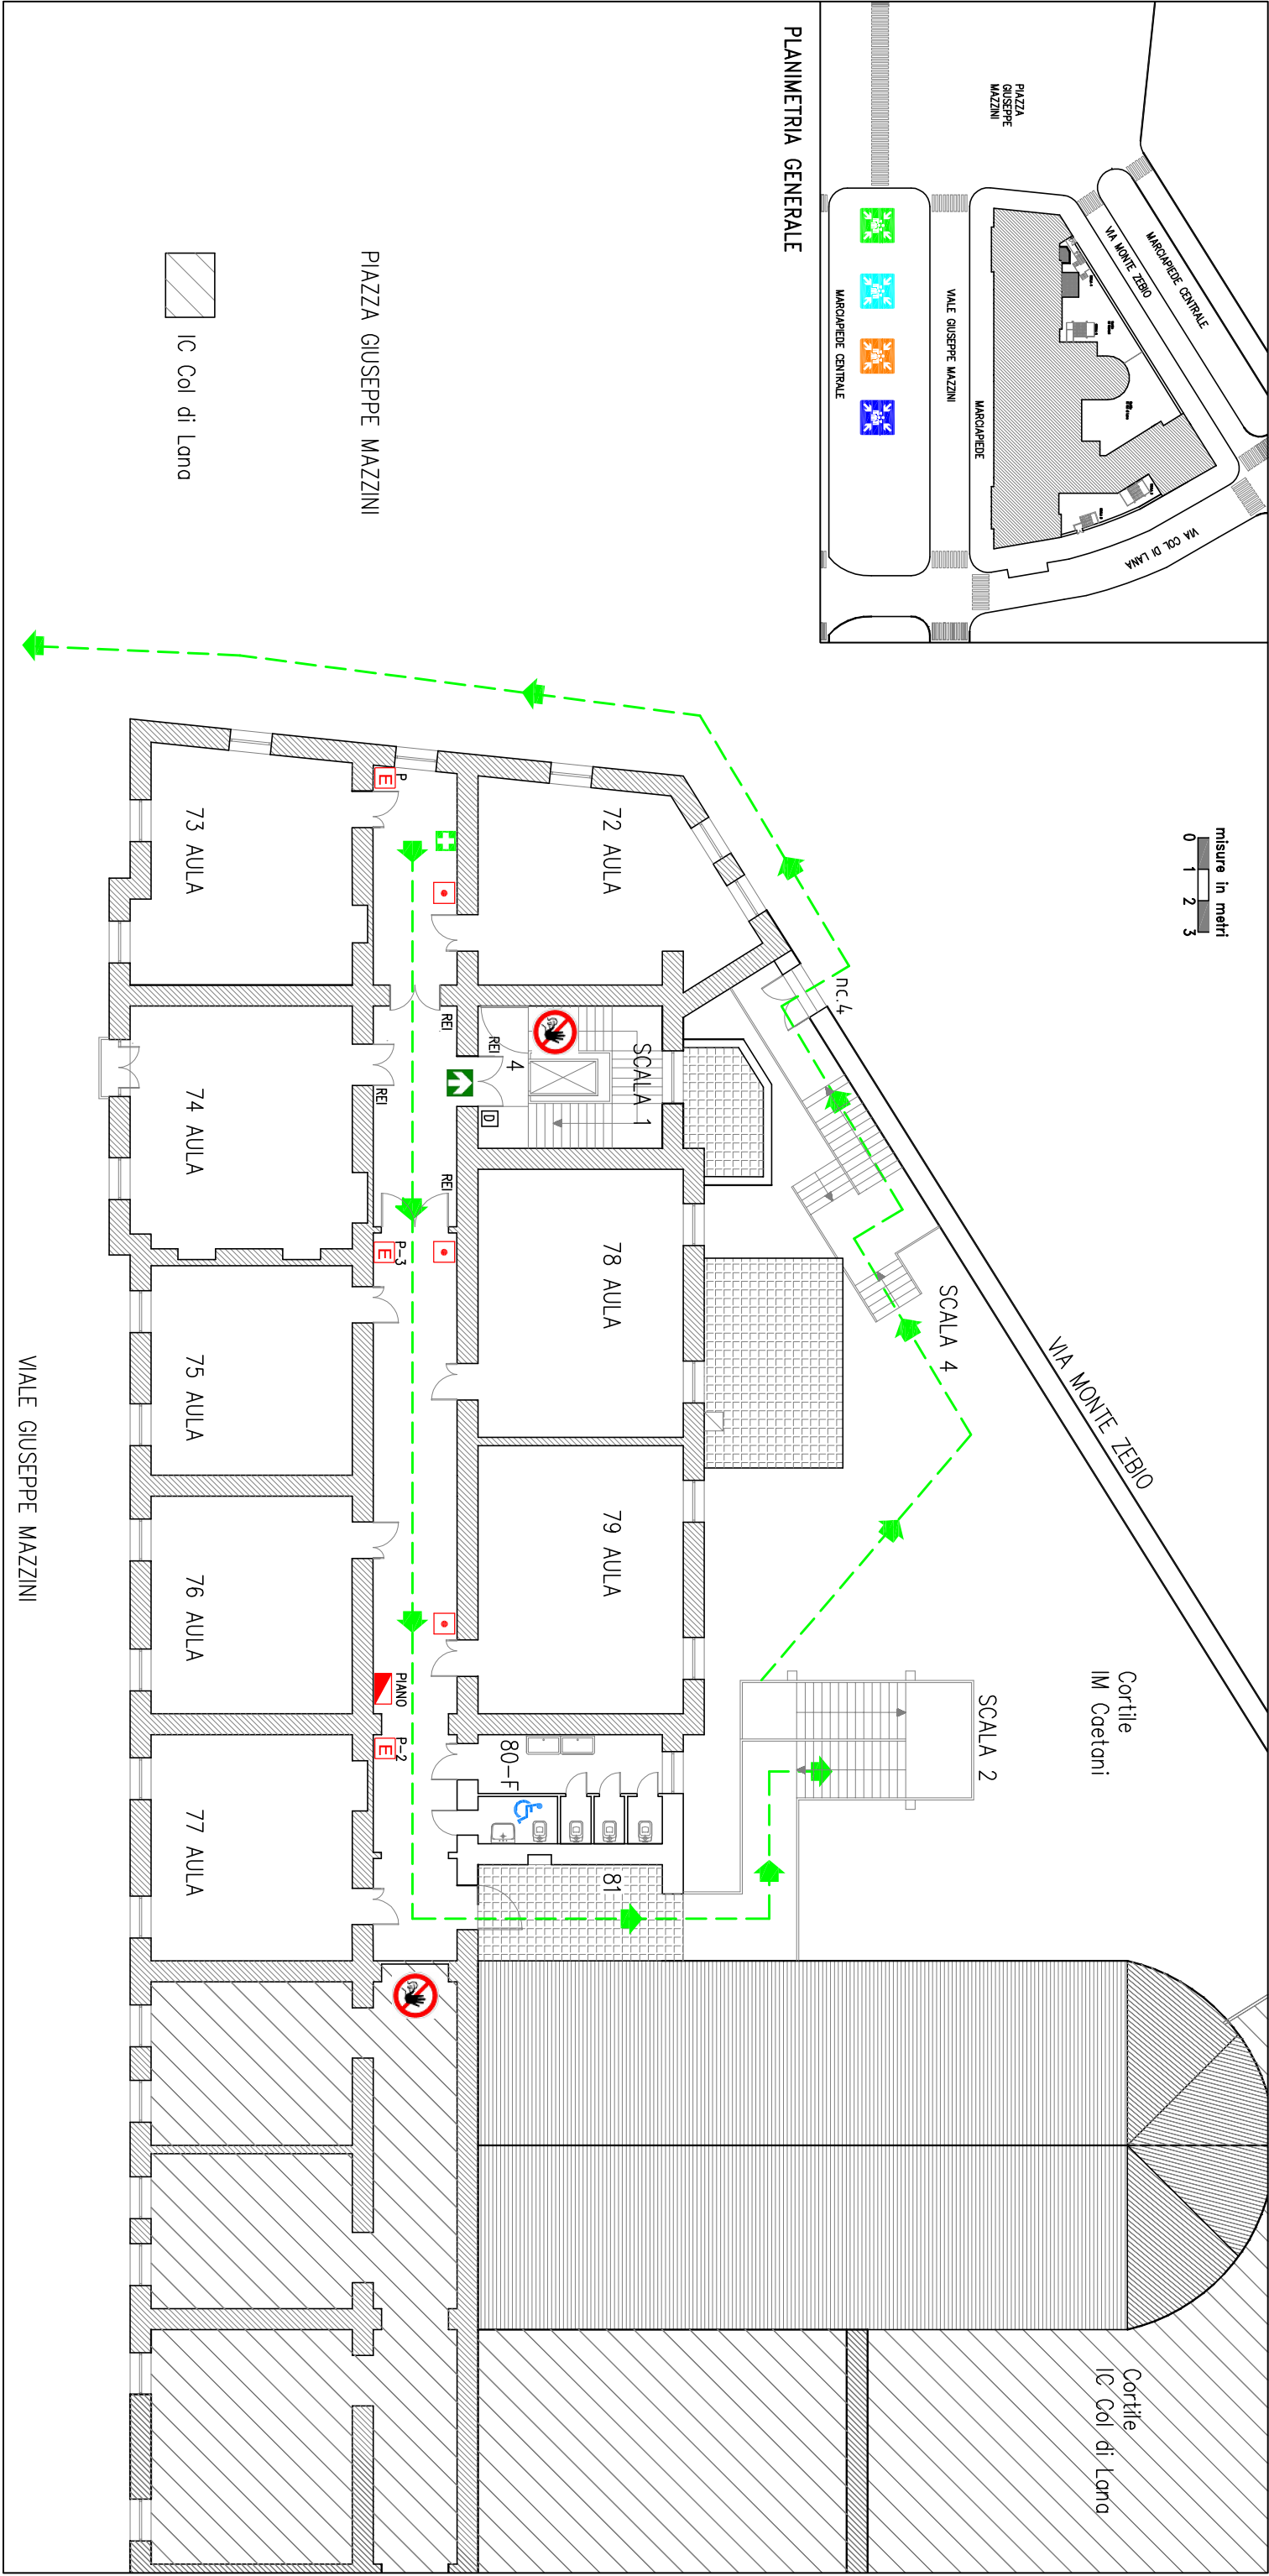 PLANIMETRIA GENERALE
PIAZZA
GIUSEPPE
MAZZINI
MARCIAPIEDE CENTRALE
VIA MONTE ZEBIO
VIA COL DI LANA
MARCIAPIEDE
VIALE GIUSEPPE MAZZINI
MARCIAPIEDE CENTRALE
PIAZZA GIUSEPPE MAZZINI
IC Col di Lana
misure in metri
0 1 2 3
VIA MONTE ZEBIO
nc.4
SCALA 4
Cortile
IM Caetani
SCALA 2
Cortile
IC Col di Lana
72 AULA
SCALA 1
4
REI
D
78 AULA
79 AULA
80-F
81
REI
REI
REI
P
E
P-3
E
PIANO
P-2
E
73 AULA
74 AULA
75 AULA
76 AULA
77 AULA
VIALE GIUSEPPE MAZZINI